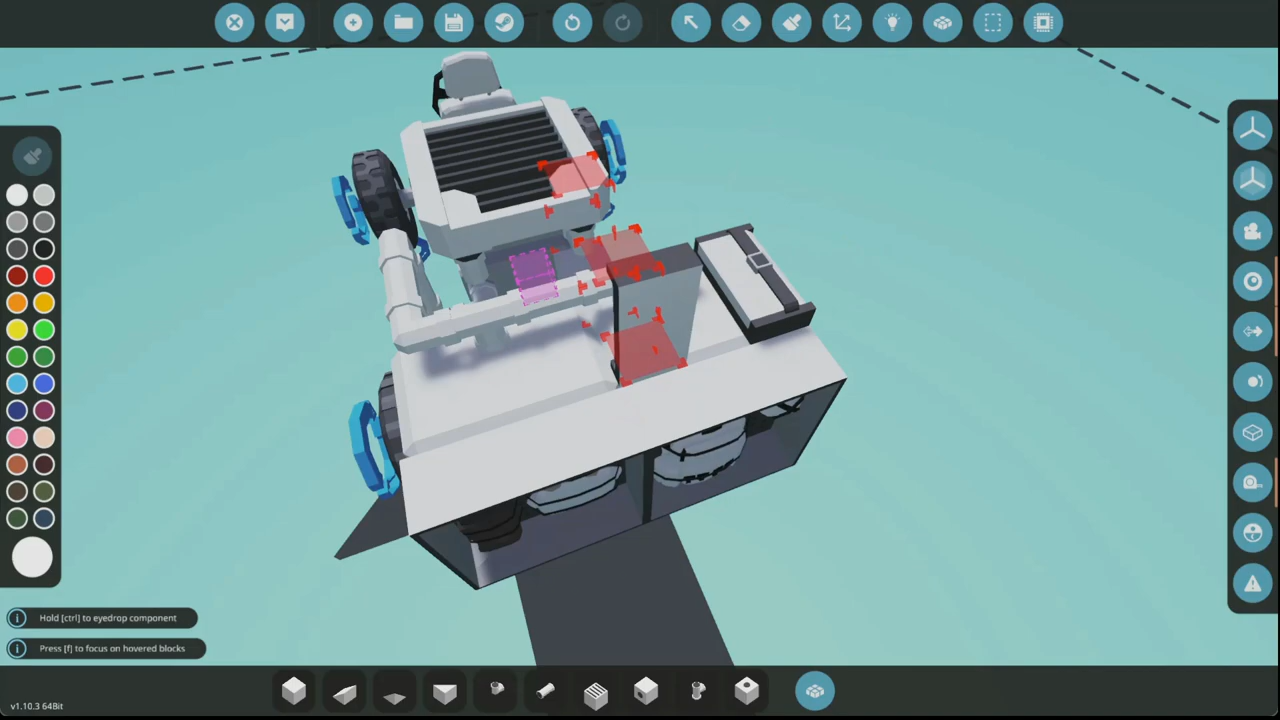 Hold [ctrl] to eyedrop component
Press [f] to focus on hovered blocks
v1.10.3 64Bit